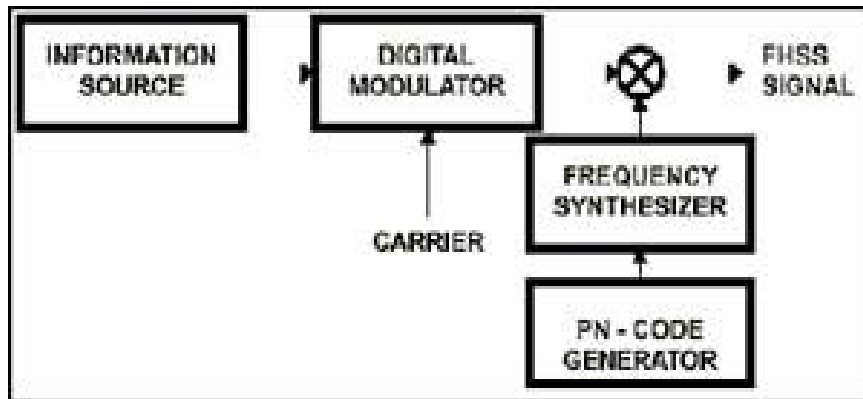 INFORMATION
SOURCE
DIGITAL
MODULATOR
FHSS
SIGNAL
FREQUENCY
SYNTHESIZER
CARRIER
PN - CODE
GENERATOR